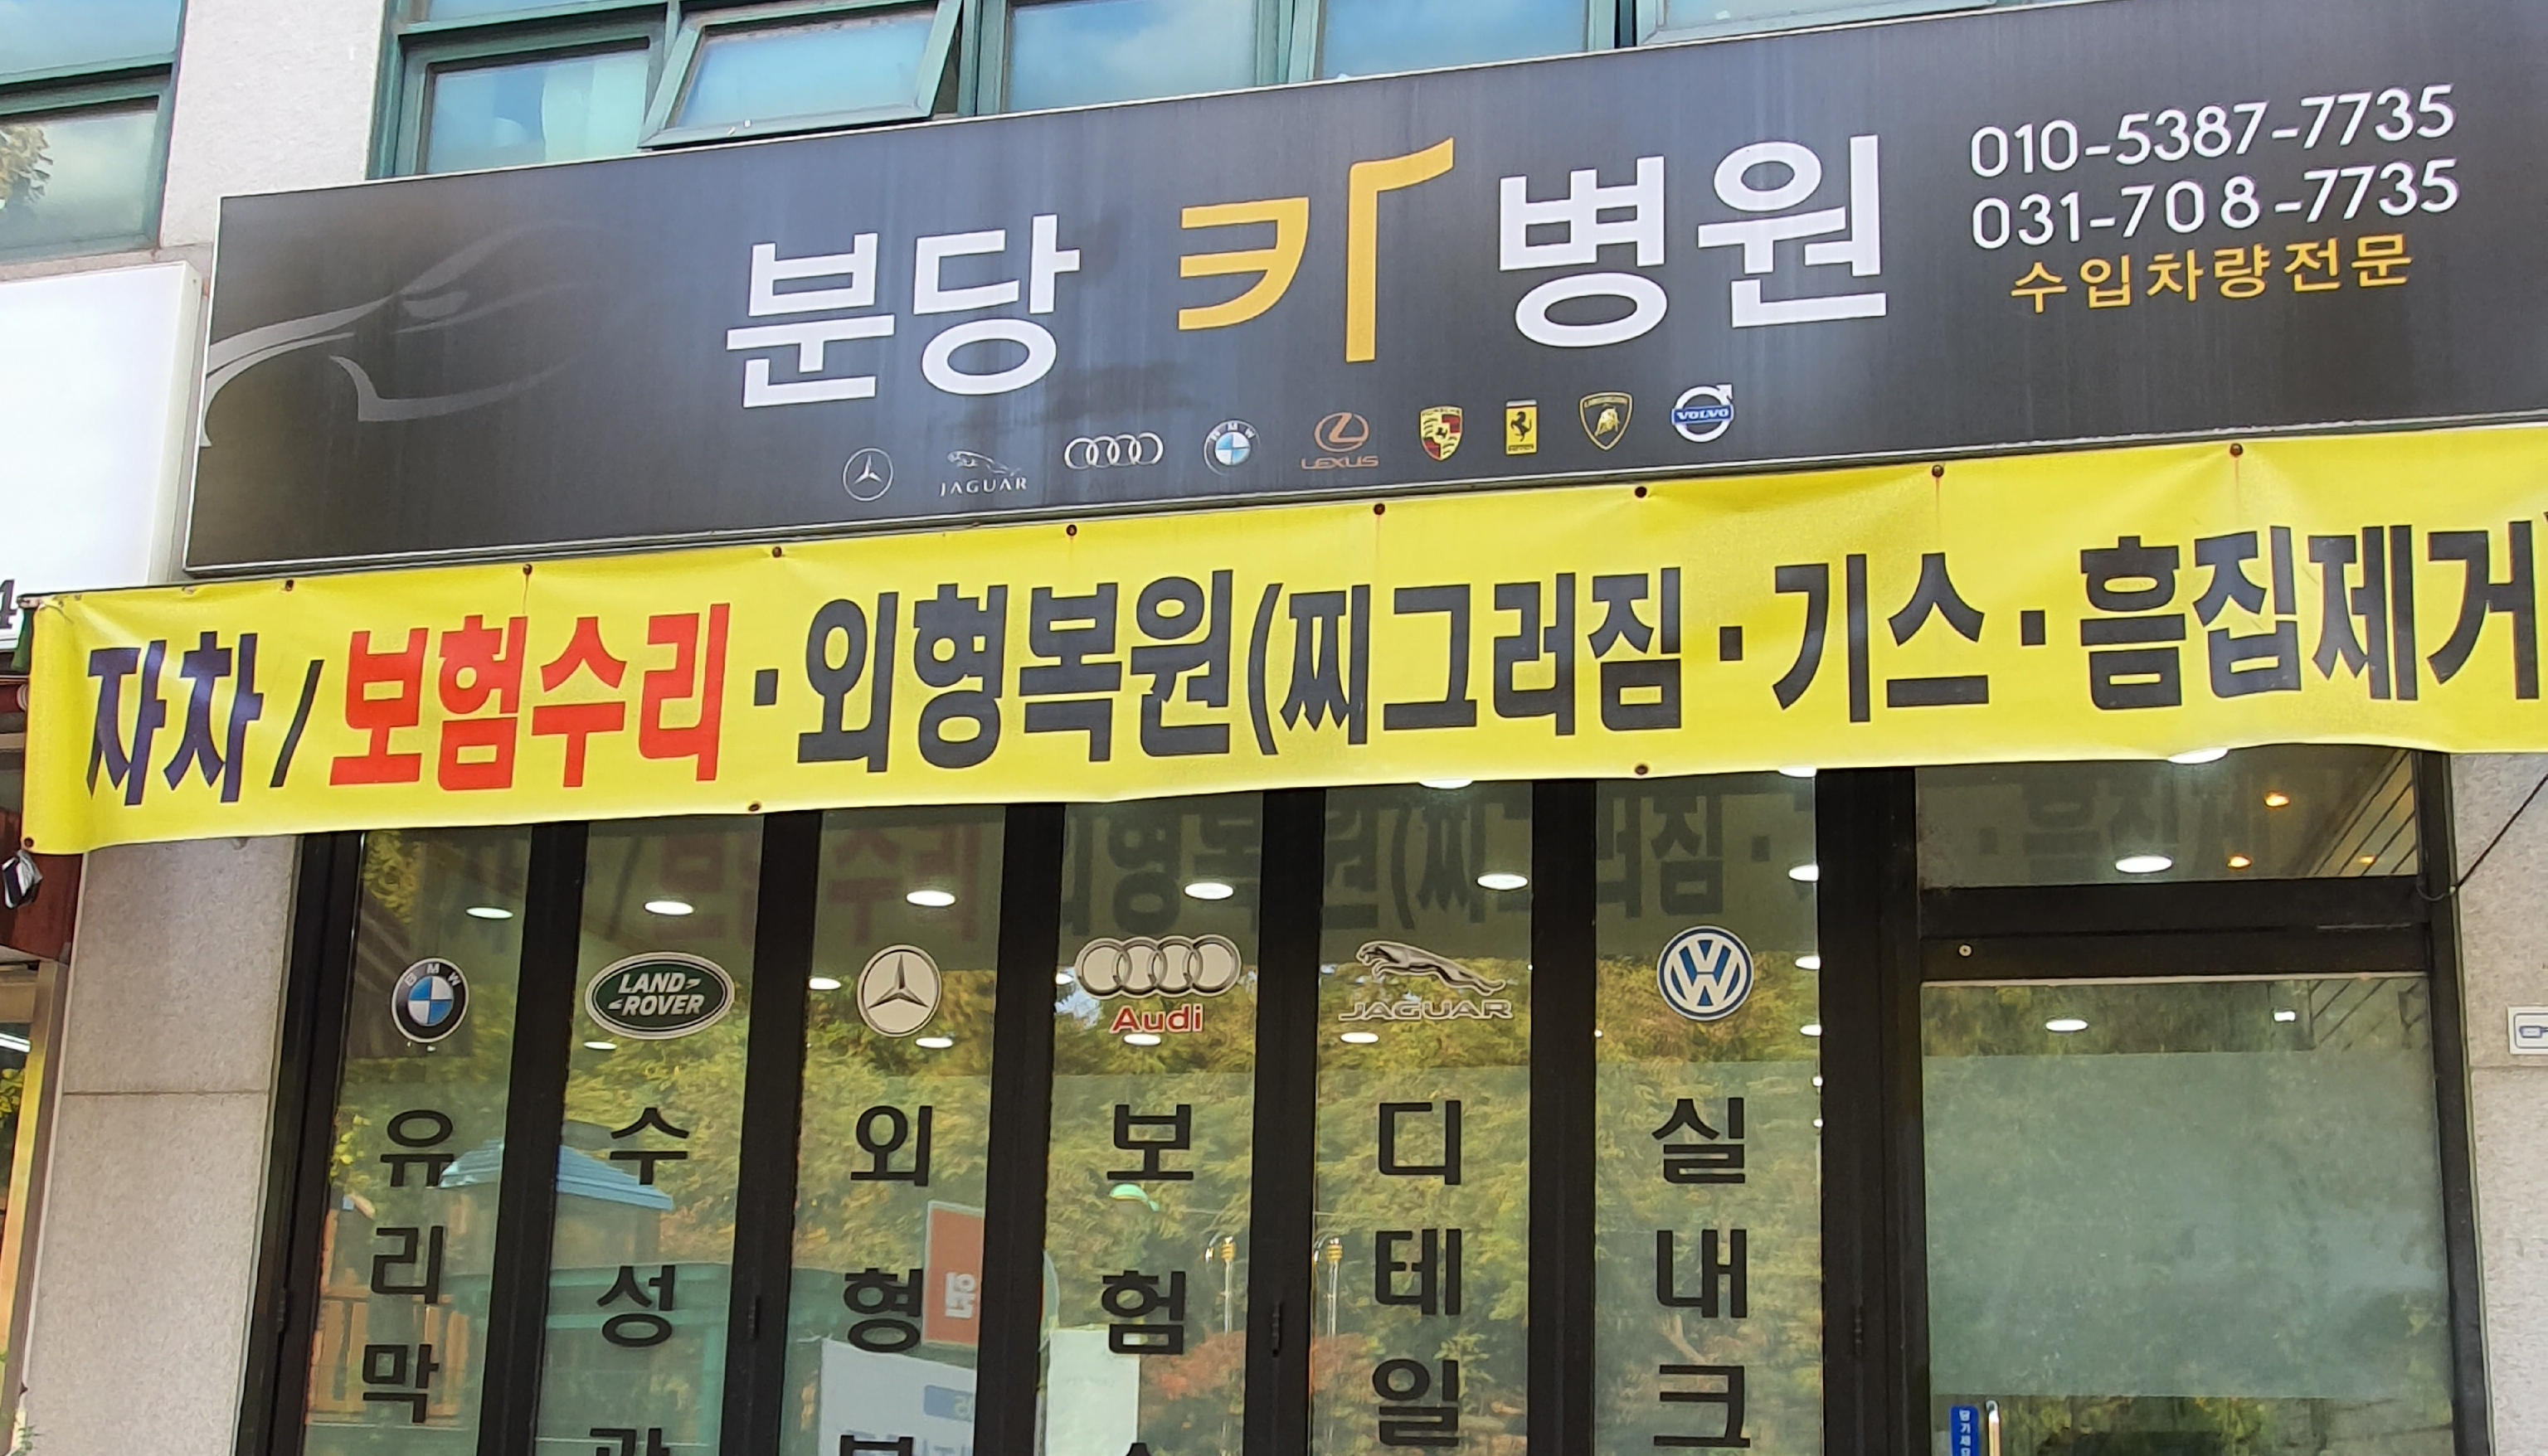 분당 카 병원
010-5387-7735
031-708-7735
수입차량전문
JAGUAR
BMW
LEXUS
VOLVO
자차/보험수리·외형복원(찌그러짐·기스·흠집제거
BMW
LAND ROVER
Audi
JAGUAR
유리막
수성
외형
보험
디테일
실내크